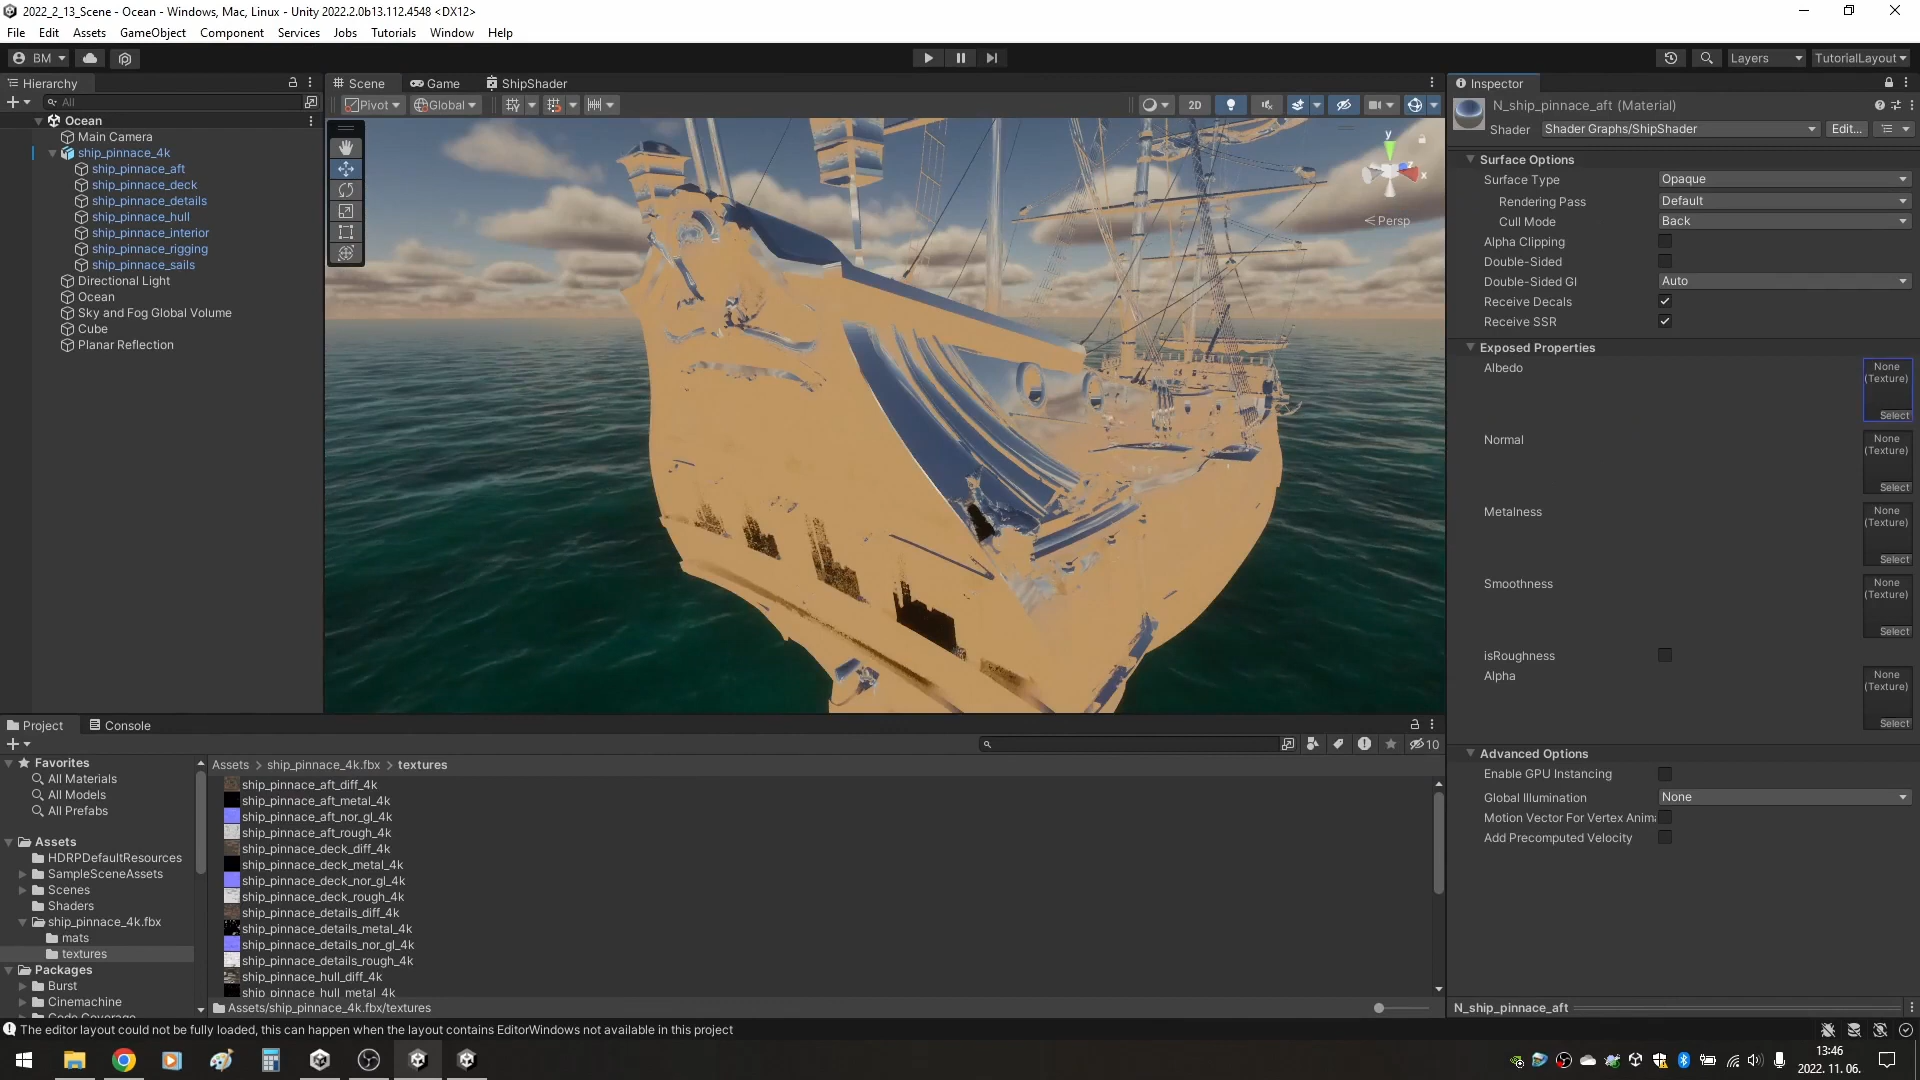 2022_2_13_Scene - Ocean - Windows, Mac, Linux - Unity 2022.2.0b13.112.4548 <DX12>
File Edit Assets GameObject Component Services Jobs Tutorials Window Help
BM Layers TutorialLayout
Hierarchy
All
Ocean
Main Camera
ship_pinnace_4k
ship_pinnace_aft
ship_pinnace_deck
ship_pinnace_details
ship_pinnace_hull
ship_pinnace_interior
ship_pinnace_rigging
ship_pinnace_sails
Directional Light
Ocean
Sky and Fog Global Volume
Cube
Planar Reflection
Scene Game ShipShader
Pivot Global 2D
y
x
Persp
Inspector
N_ship_pinnace_aft (Material)
Shader Shader Graphs/ShipShader Edit...
Surface Options
Surface Type Opaque
Rendering Pass Default
Cull Mode Back
Alpha Clipping
Double-Sided
Double-Sided GI Auto
Receive Decals
Receive SSR
Exposed Properties
Albedo None (Texture) Select
Normal None (Texture) Select
Metalness None (Texture) Select
Smoothness None (Texture) Select
isRoughness
Alpha None (Texture) Select
Advanced Options
Enable GPU Instancing
Global Illumination None
Motion Vector For Vertex Anim
Add Precomputed Velocity
N_ship_pinnace_aft
Project Console
10
Favorites
All Materials
All Models
All Prefabs
Assets
HDRPDefaultResources
SampleSceneAssets
Scenes
Shaders
ship_pinnace_4k.fbx
mats
textures
Packages
Burst
Cinemachine
Code Coverage
Assets > ship_pinnace_4k.fbx > textures
ship_pinnace_aft_diff_4k
ship_pinnace_aft_metal_4k
ship_pinnace_aft_nor_gl_4k
ship_pinnace_aft_rough_4k
ship_pinnace_deck_diff_4k
ship_pinnace_deck_metal_4k
ship_pinnace_deck_nor_gl_4k
ship_pinnace_deck_rough_4k
ship_pinnace_details_diff_4k
ship_pinnace_details_metal_4k
ship_pinnace_details_nor_gl_4k
ship_pinnace_details_rough_4k
ship_pinnace_hull_diff_4k
ship_pinnace_hull_metal_4k
Assets/ship_pinnace_4k.fbx/textures
The editor layout could not be fully loaded, this can happen when the layout contains EditorWindows not available in this project
13:46
2022. 11. 06.